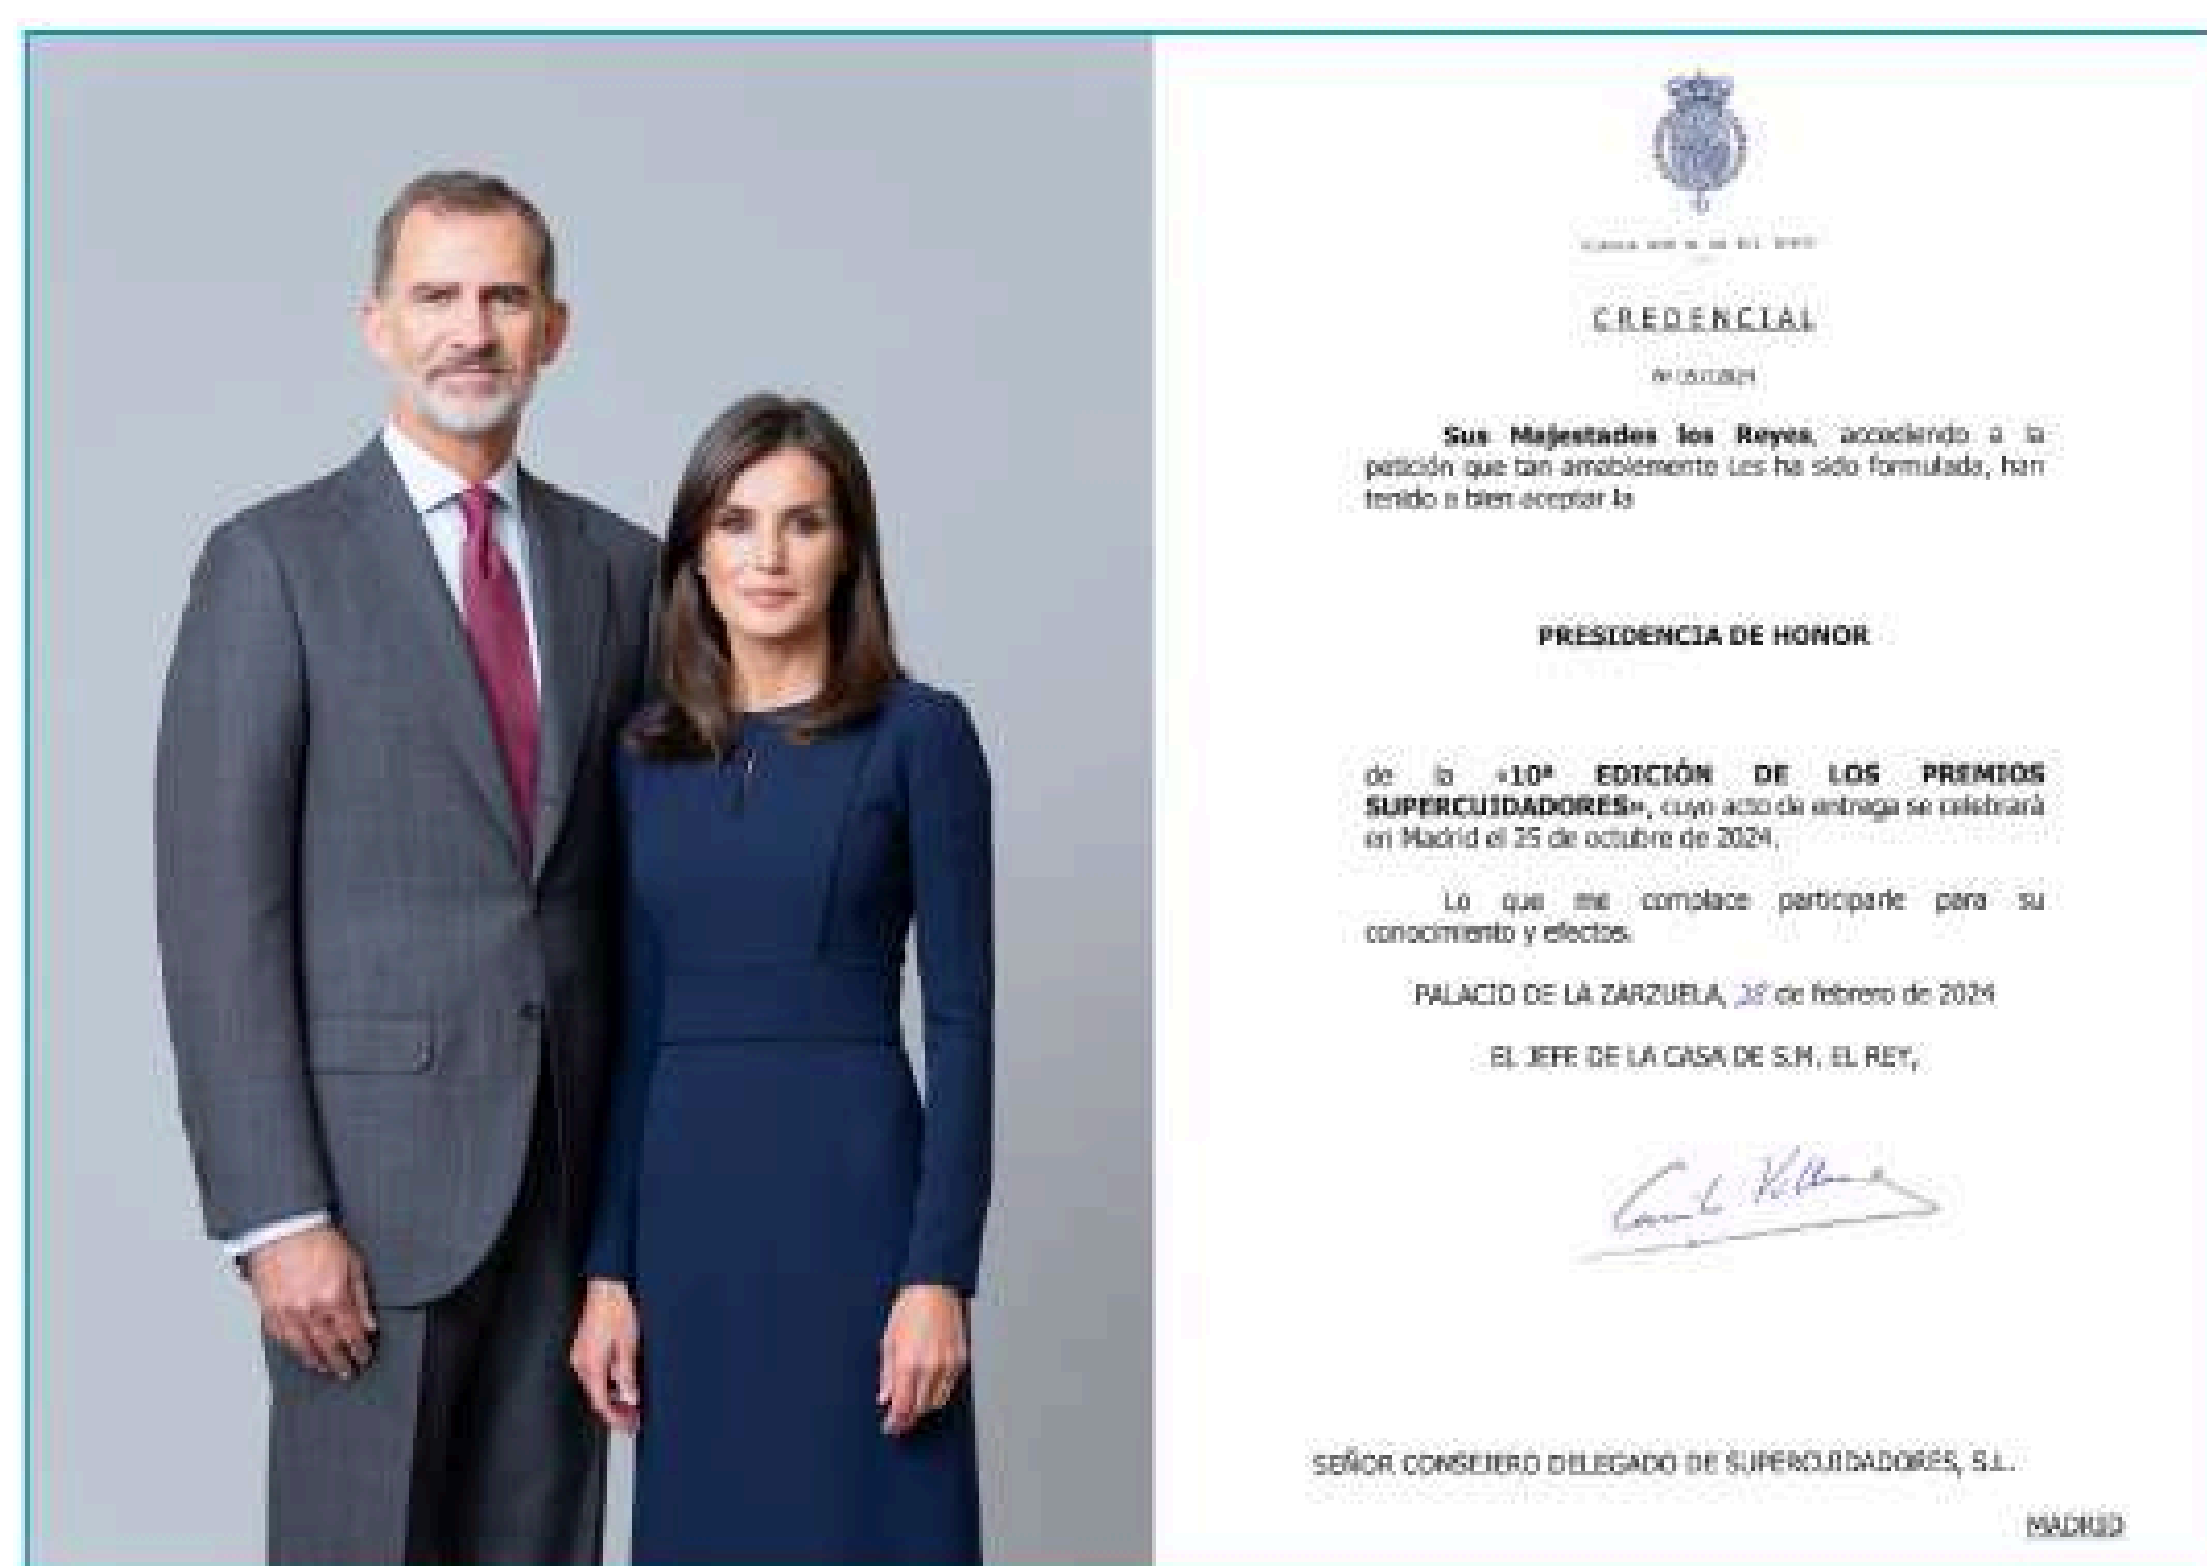 CREDENCIAL
Sus Majestades los Reyes, accediendo a la
petición que tan amablemente Les ha sido formulada, han
tenido a bien aceptar la
PRESIDENCIA DE HONOR
de la «10ª EDICIÓN DE LOS PREMIOS
SUPERCUIDADORES», cuyo acto de entrega se celebrará
en Madrid el 25 de octubre de 2024.
Lo que me complace participarle para su
conocimiento y efectos.
PALACIO DE LA ZARZUELA, de febrero de 2024
EL JEFE DE LA CASA DE S.M. EL REY,
SEÑOR CONSEJERO DELEGADO DE SUPERCUIDADORES, S.L.
MADRID